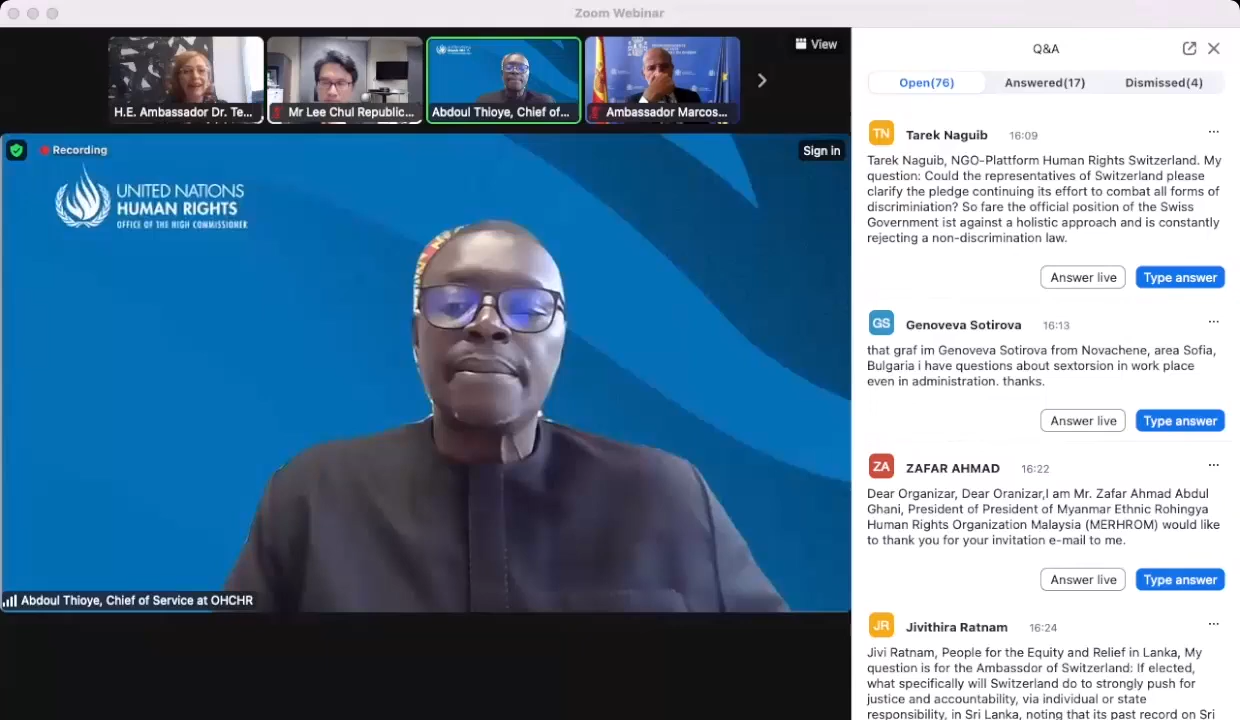 Zoom Webinar
H.E. Ambassador Dr. Te...
Mr Lee Chul Republic...
Abdoul Thioye, Chief of...
Ambassador Marcos...
View
Recording
Sign in
UNITED NATIONS
HUMAN RIGHTS
OFFICE OF THE HIGH COMMISSIONER
Abdoul Thioye, Chief of Service at OHCHR
Q&A
Open(76)
Answered(17)
Dismissed(4)
TN
Tarek Naguib
16:09
Tarek Naguib, NGO-Plattform Human Rights Switzerland. My
question: Could the representatives of Switzerland please
clarify the pledge continuing its effort to combat all forms of
discriminiation? So fare the official position of the Swiss
Government ist against a holistic approach and is constantly
rejecting a non-discrimination law.
Answer live
Type answer
GS
Genoveva Sotirova
16:13
that graf im Genoveva Sotirova from Novachene, area Sofia,
Bulgaria i have questions about sextorsion in work place
even in administration. thanks.
Answer live
Type answer
ZA
ZAFAR AHMAD
16:22
Dear Organizar, Dear Oranizar,I am Mr. Zafar Ahmad Abdul
Ghani, President of President of Myanmar Ethnic Rohingya
Human Rights Organization Malaysia (MERHROM) would like
to thank you for your invitation e-mail to me.
Answer live
Type answer
JR
Jivithira Ratnam
16:24
Jivi Ratnam, People for the Equity and Relief in Lanka, My
question is for the Ambassdor of Switzerland: If elected,
what specifically will Switzerland do to strongly push for
justice and accountability, via individual or state
responsibility, in Sri Lanka, noting that its past record on Sri